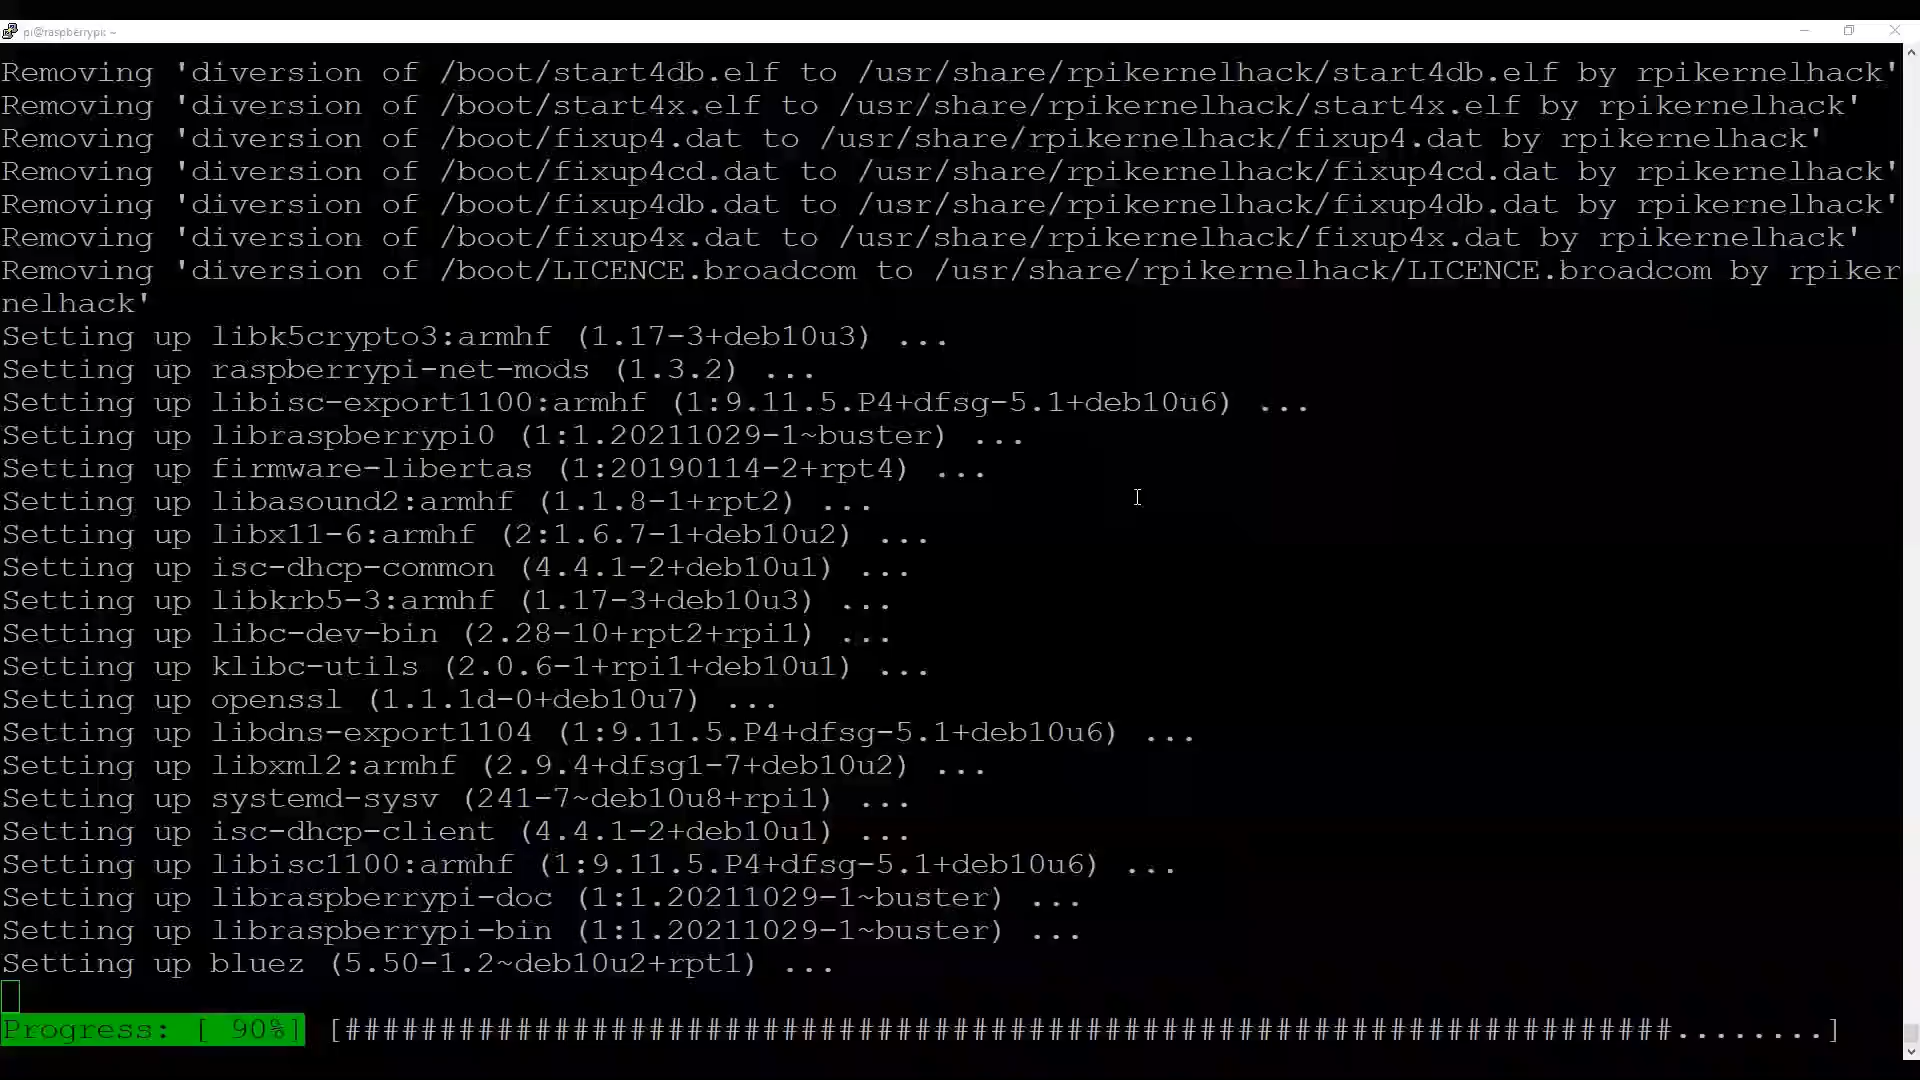 pi@raspberrypi: ~
Removing 'diversion of /boot/start4db.elf to /usr/share/rpikernelhack/start4db.elf by rpikernelhack'
Removing 'diversion of /boot/start4x.elf to /usr/share/rpikernelhack/start4x.elf by rpikernelhack'
Removing 'diversion of /boot/fixup4.dat to /usr/share/rpikernelhack/fixup4.dat by rpikernelhack'
Removing 'diversion of /boot/fixup4cd.dat to /usr/share/rpikernelhack/fixup4cd.dat by rpikernelhack'
Removing 'diversion of /boot/fixup4db.dat to /usr/share/rpikernelhack/fixup4db.dat by rpikernelhack'
Removing 'diversion of /boot/fixup4x.dat to /usr/share/rpikernelhack/fixup4x.dat by rpikernelhack'
Removing 'diversion of /boot/LICENCE.broadcom to /usr/share/rpikernelhack/LICENCE.broadcom by rpiker
nelhack'
Setting up libk5crypto3:armhf (1.17-3+deb10u3) ...
Setting up raspberrypi-net-mods (1.3.2) ...
Setting up libisc-export1100:armhf (1:9.11.5.P4+dfsg-5.1+deb10u6) ...
Setting up libraspberrypi0 (1:1.20211029-1~buster) ...
Setting up firmware-libertas (1:20190114-2+rpt4) ...
Setting up libasound2:armhf (1.1.8-1+rpt2) ...
Setting up libx11-6:armhf (2:1.6.7-1+deb10u2) ...
Setting up isc-dhcp-common (4.4.1-2+deb10u1) ...
Setting up libkrb5-3:armhf (1.17-3+deb10u3) ...
Setting up libc-dev-bin (2.28-10+rpt2+rpi1) ...
Setting up klibc-utils (2.0.6-1+rpi1+deb10u1) ...
Setting up openssl (1.1.1d-0+deb10u7) ...
Setting up libdns-export1104 (1:9.11.5.P4+dfsg-5.1+deb10u6) ...
Setting up libxml2:armhf (2.9.4+dfsg1-7+deb10u2) ...
Setting up systemd-sysv (241-7~deb10u8+rpi1) ...
Setting up isc-dhcp-client (4.4.1-2+deb10u1) ...
Setting up libisc1100:armhf (1:9.11.5.P4+dfsg-5.1+deb10u6) ...
Setting up libraspberrypi-doc (1:1.20211029-1~buster) ...
Setting up libraspberrypi-bin (1:1.20211029-1~buster) ...
Setting up bluez (5.50-1.2~deb10u2+rpt1) ...
Progress: [ 90%] [######################################################################........]